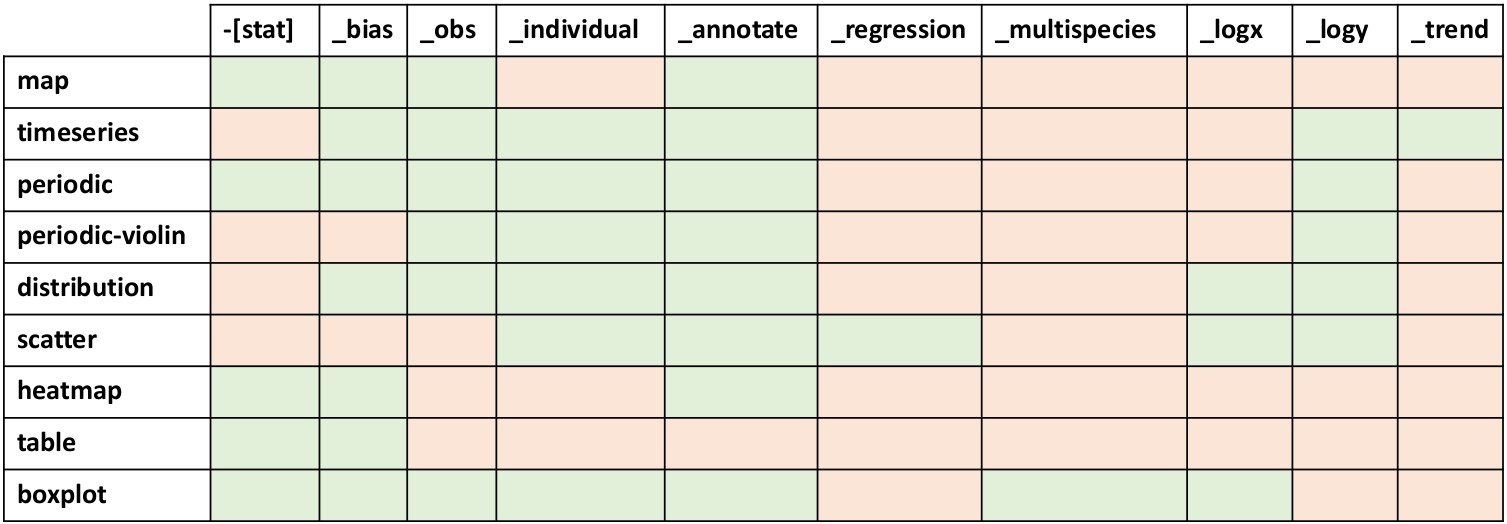 -[stat] _bias _obs _individual _annotate _regression _multispecies _logx _logy _trend
map
timeseries
periodic
periodic-violin
distribution
scatter
heatmap
table
boxplot